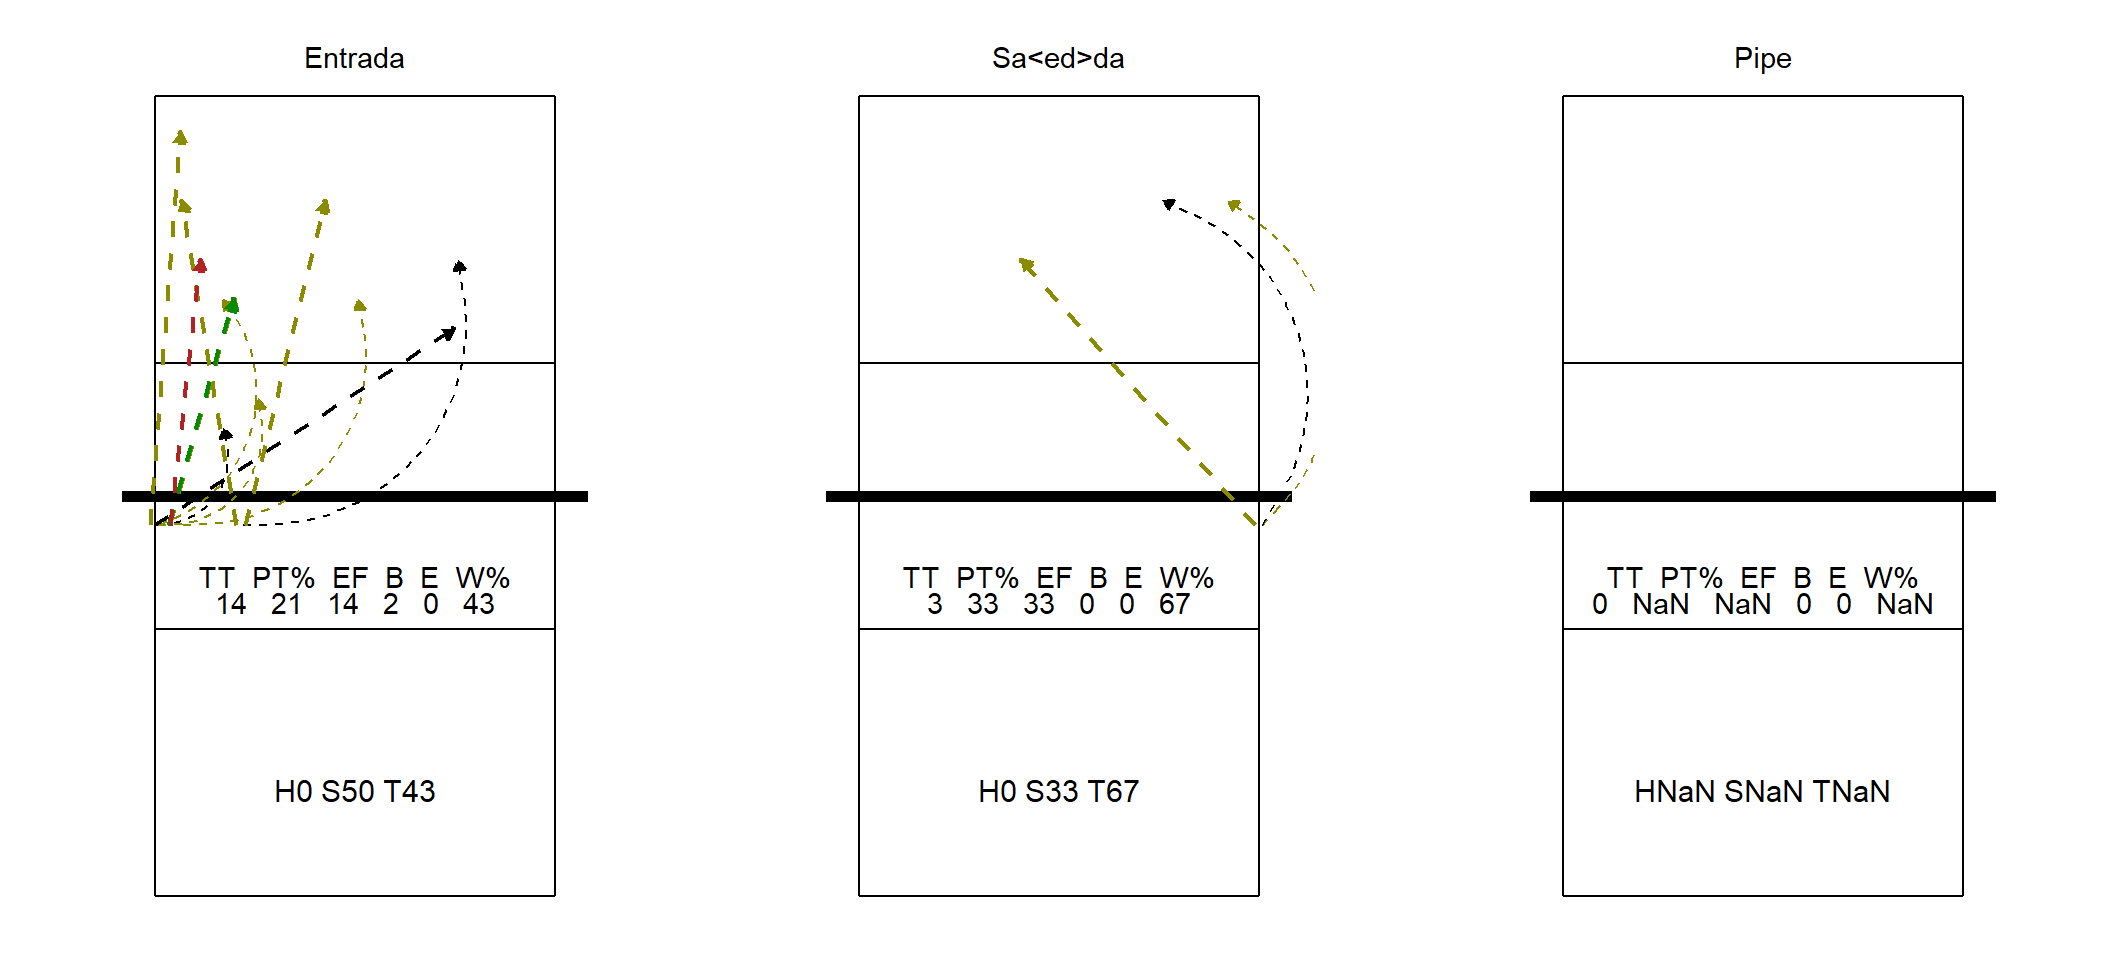 Entrada
TT PT% EF B E W%
14 21 14 2 0 43
H0 S50 T43
Sa<ed>da
TT PT% EF B E W%
3 33 33 0 0 67
H0 S33 T67
Pipe
TT PT% EF B E W%
0 NaN NaN 0 0 NaN
HNaN SNaN TNaN